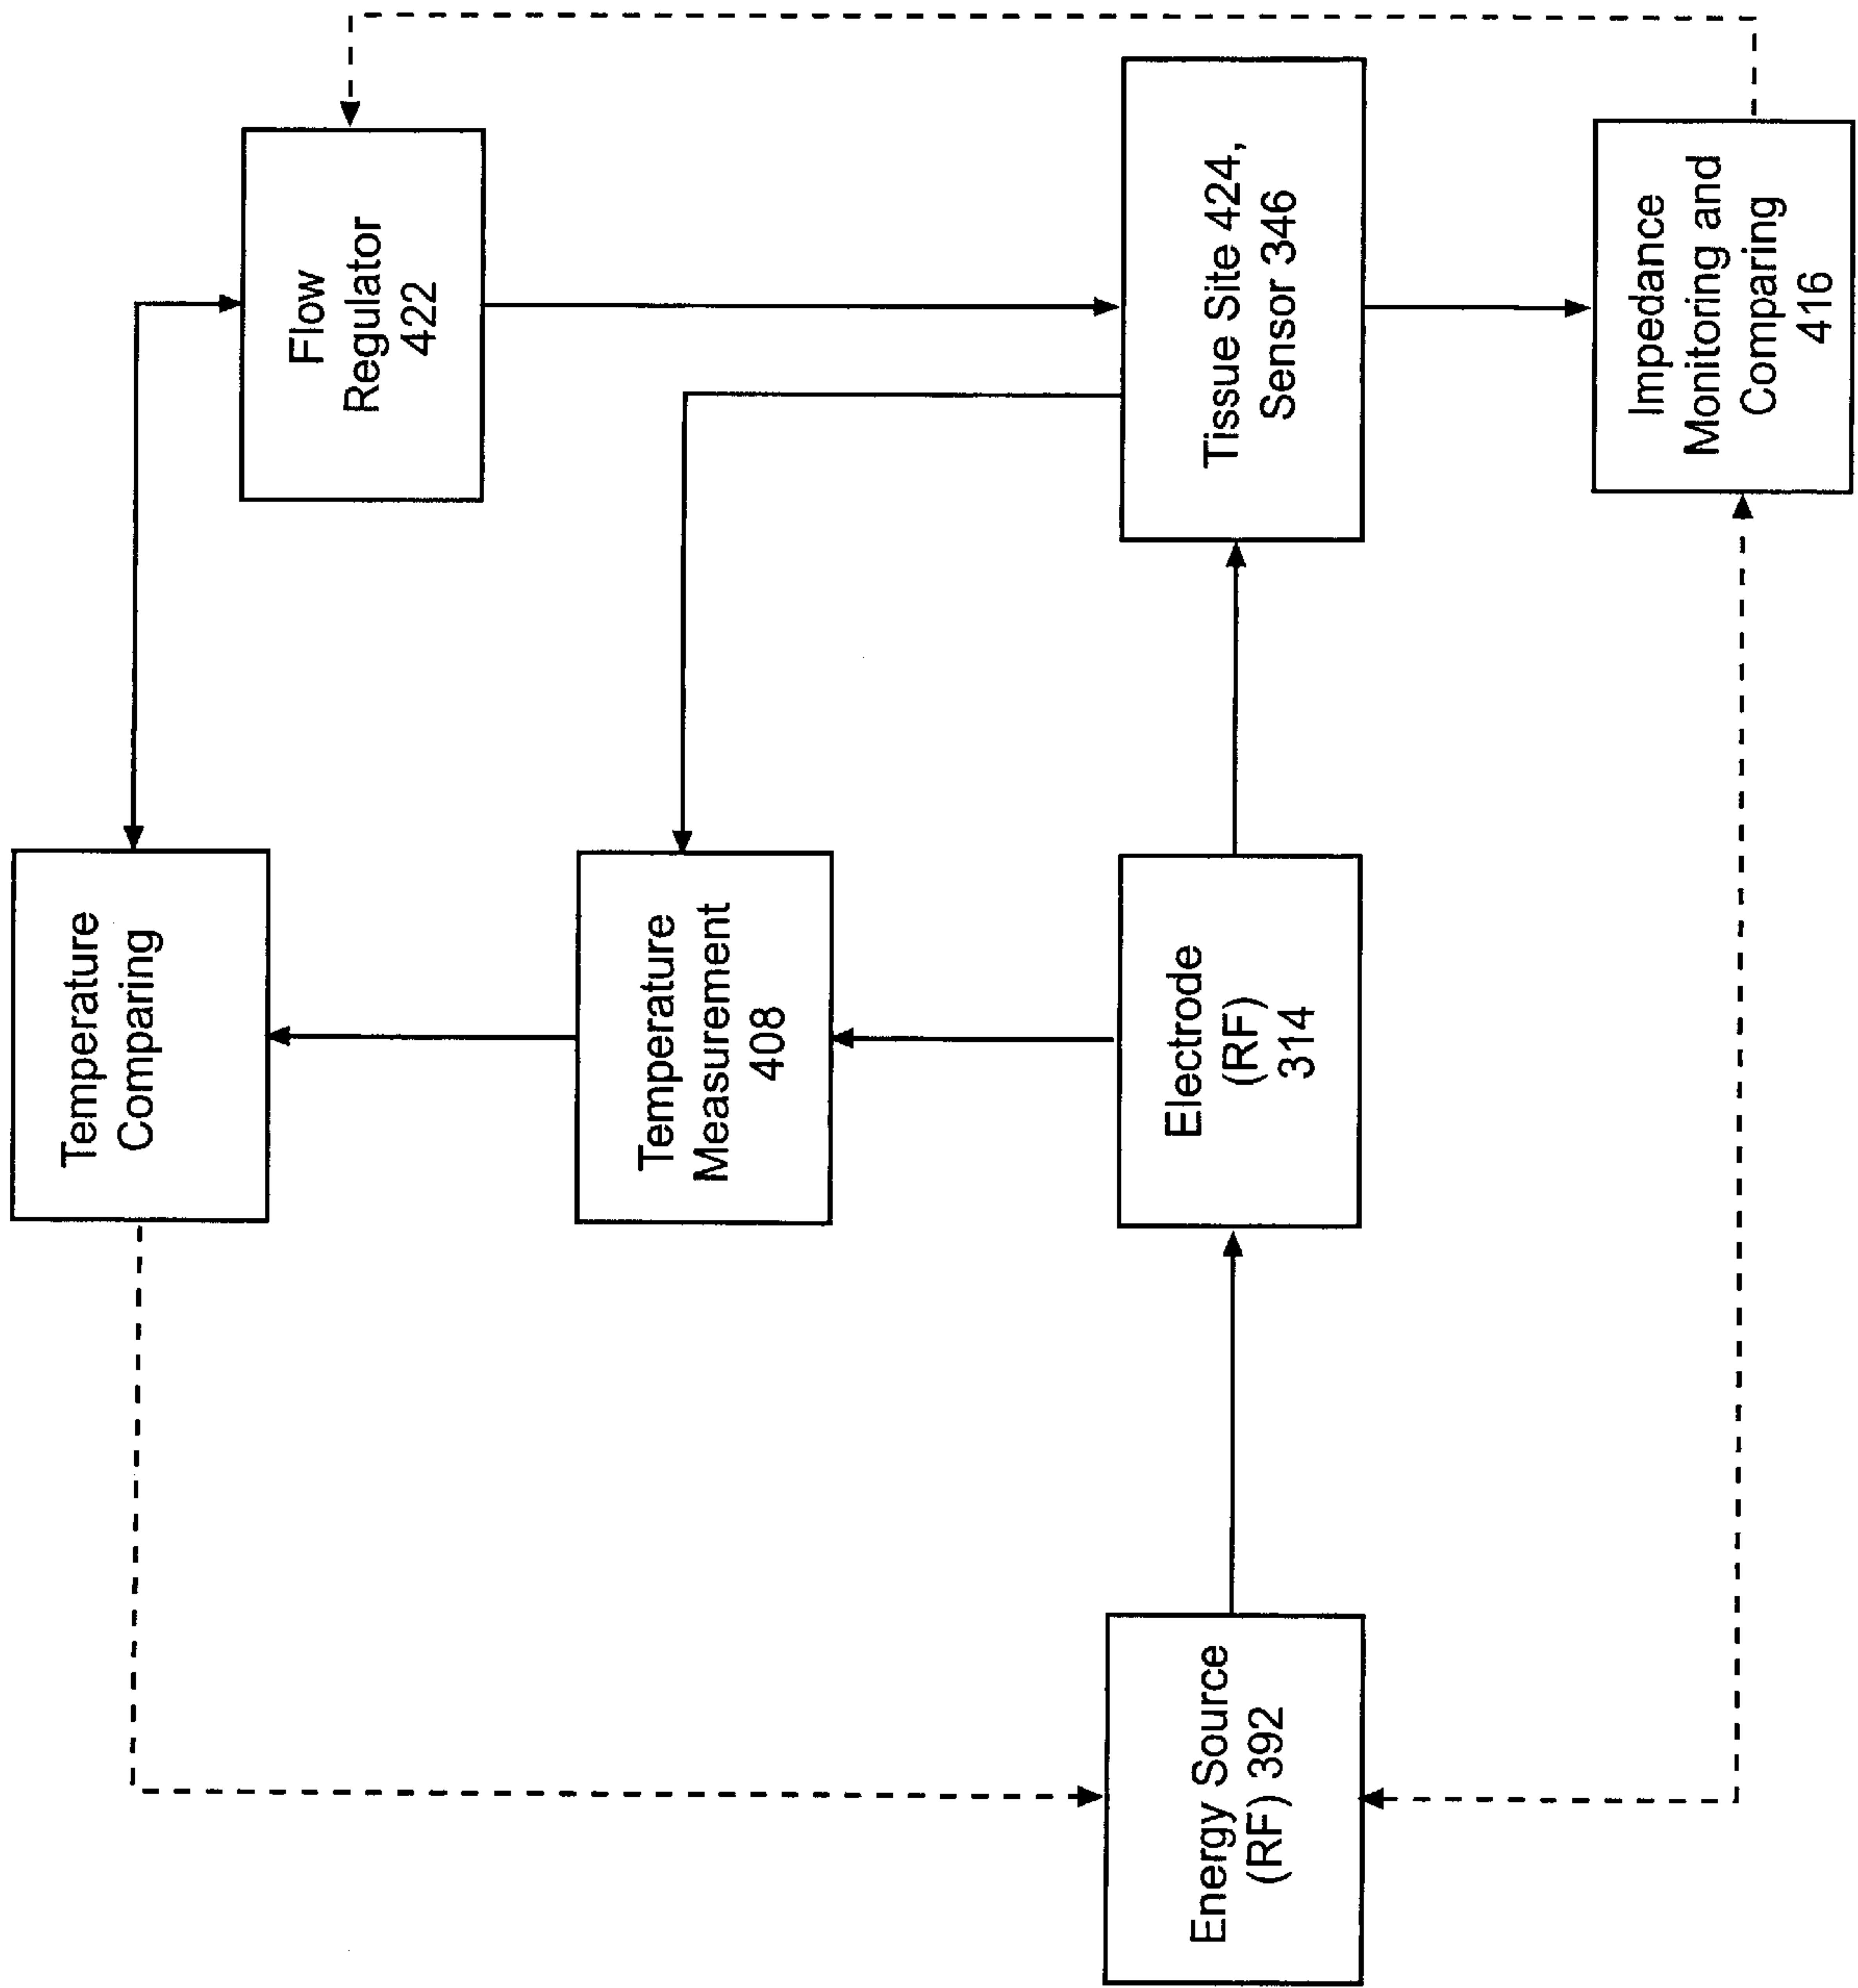 Temperature
Comparing
Flow
Regulator
422
Temperature
Measurement
408
Energy Source
(RF) 392
Electrode
(RF)
314
Tissue Site 424,
Sensor 346
Impedance
Monitoring and
Comparing
416